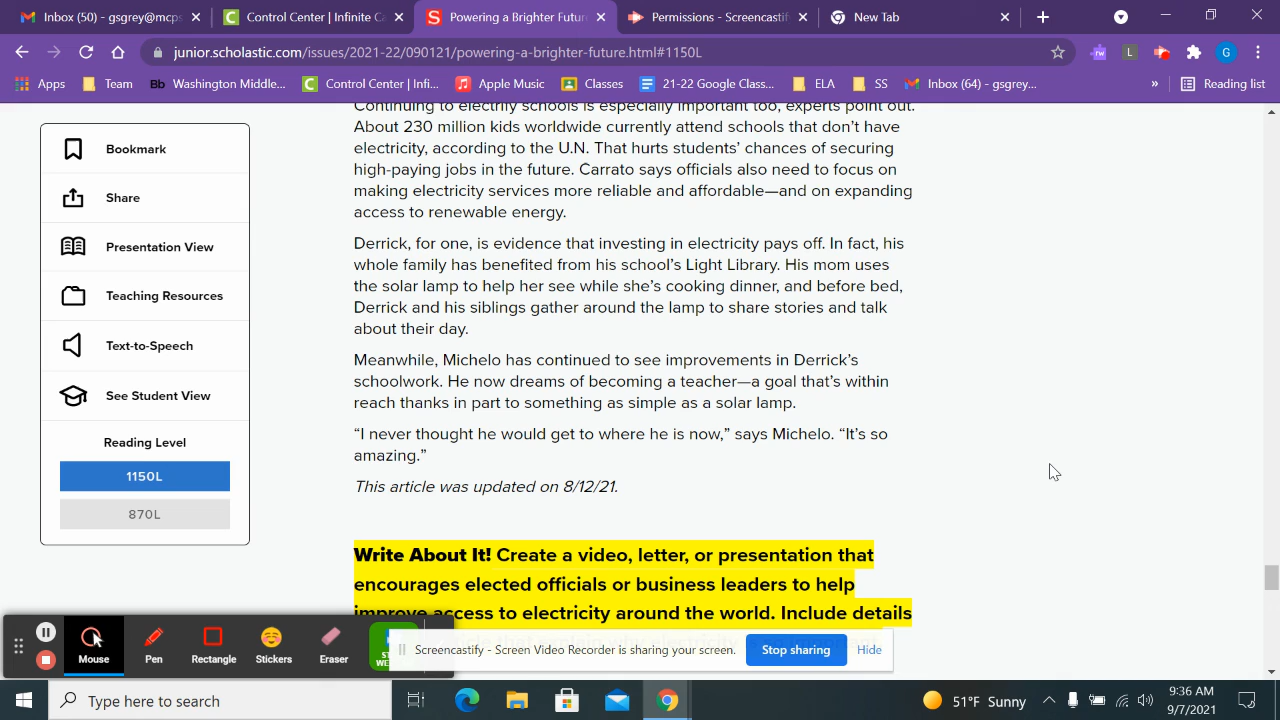 Inbox (50) - gsgrey@mcps
Control Center | Infinite Ca
Powering a Brighter Futur
Permissions - Screencastif
New Tab
junior.scholastic.com/issues/2021-22/090121/powering-a-brighter-future.html#1150L
Apps
Team
Washington Middle...
Control Center | Infi...
Apple Music
Classes
21-22 Google Class...
ELA
SS
Inbox (64) - gsgrey...
»
Reading list
Bookmark
Share
Presentation View
Teaching Resources
Text-to-Speech
See Student View
Reading Level
1150L
870L
Continuing to electrify schools is especially important too, experts point out.
About 230 million kids worldwide currently attend schools that don’t have
electricity, according to the U.N. That hurts students’ chances of securing
high-paying jobs in the future. Carrato says officials also need to focus on
making electricity services more reliable and affordable—and on expanding
access to renewable energy.
Derrick, for one, is evidence that investing in electricity pays off. In fact, his
whole family has benefited from his school’s Light Library. His mom uses
the solar lamp to help her see while she’s cooking dinner, and before bed,
Derrick and his siblings gather around the lamp to share stories and talk
about their day.
Meanwhile, Michelo has continued to see improvements in Derrick’s
schoolwork. He now dreams of becoming a teacher—a goal that’s within
reach thanks in part to something as simple as a solar lamp.
“I never thought he would get to where he is now,” says Michelo. “It’s so
amazing.”
This article was updated on 8/12/21.
Write About It! Create a video, letter, or presentation that
encourages elected officials or business leaders to help
improve access to electricity around the world. Include details
Mouse
Pen
Rectangle
Stickers
Eraser
Screencastify - Screen Video Recorder is sharing your screen.
Stop sharing
Hide
Type here to search
51°F Sunny
9:36 AM
9/7/2021